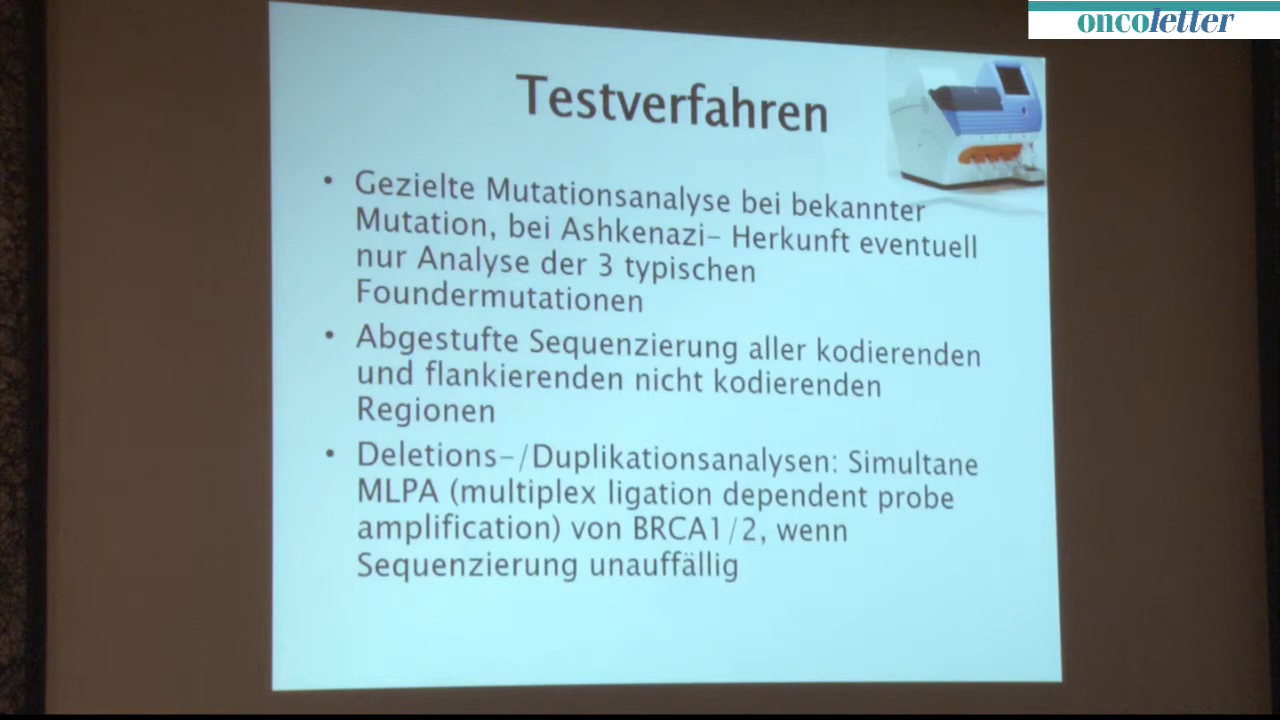 oncoletter
Testverfahren
• Gezielte Mutationsanalyse bei bekannter
Mutation, bei Ashkenazi- Herkunft eventuell
nur Analyse der 3 typischen
Foundermutationen
• Abgestufte Sequenzierung aller kodierenden
und flankierenden nicht kodierenden
Regionen
• Deletions-/Duplikationsanalysen: Simultane
MLPA (multiplex ligation dependent probe
amplification) von BRCA1/2, wenn
Sequenzierung unauffällig